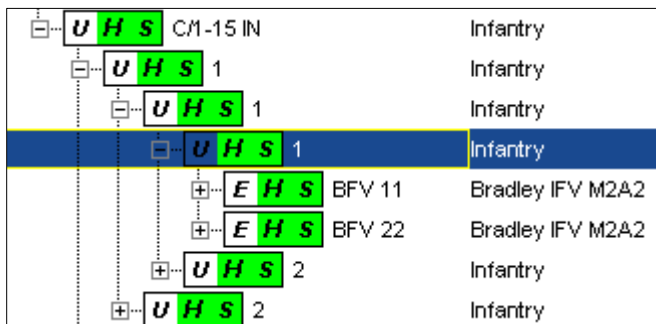 U H S C/1-15 IN Infantry
U H S 1 Infantry
U H S 1 Infantry
U H S 1 Infantry
E H S BFV 11 Bradley IFV M2A2
E H S BFV 22 Bradley IFV M2A2
U H S 2 Infantry
U H S 2 Infantry